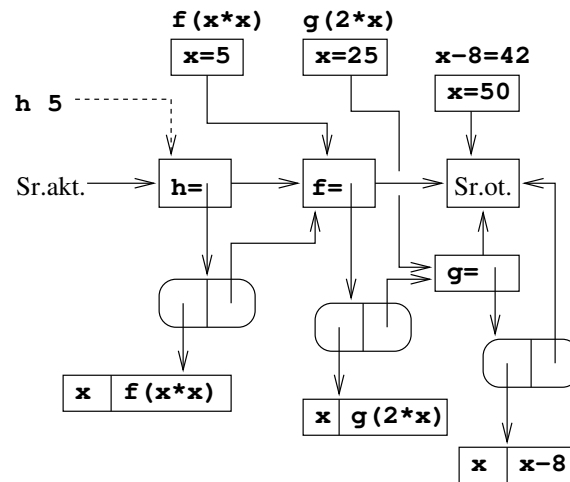 f(x*x) g(2*x)
x=5 x=25 x-8=42
x=50
h 5
Sr.akt. h= f= Sr.ot.
g=
x f(x*x)
x g(2*x)
x x-8